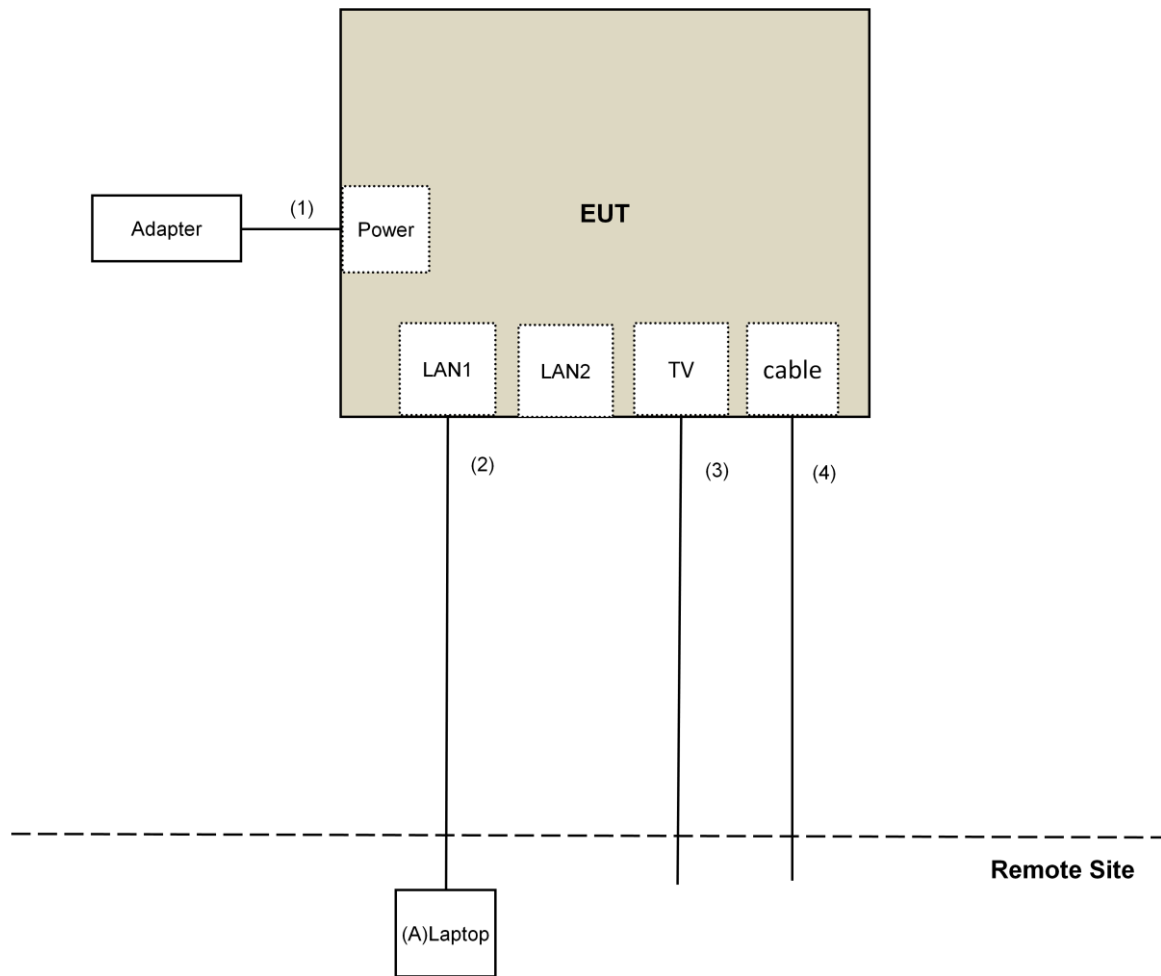 EUT
(1)
Adapter
Power
LAN1
LAN2
TV
cable
(2)
(3)
(4)
Remote Site
(A)Laptop